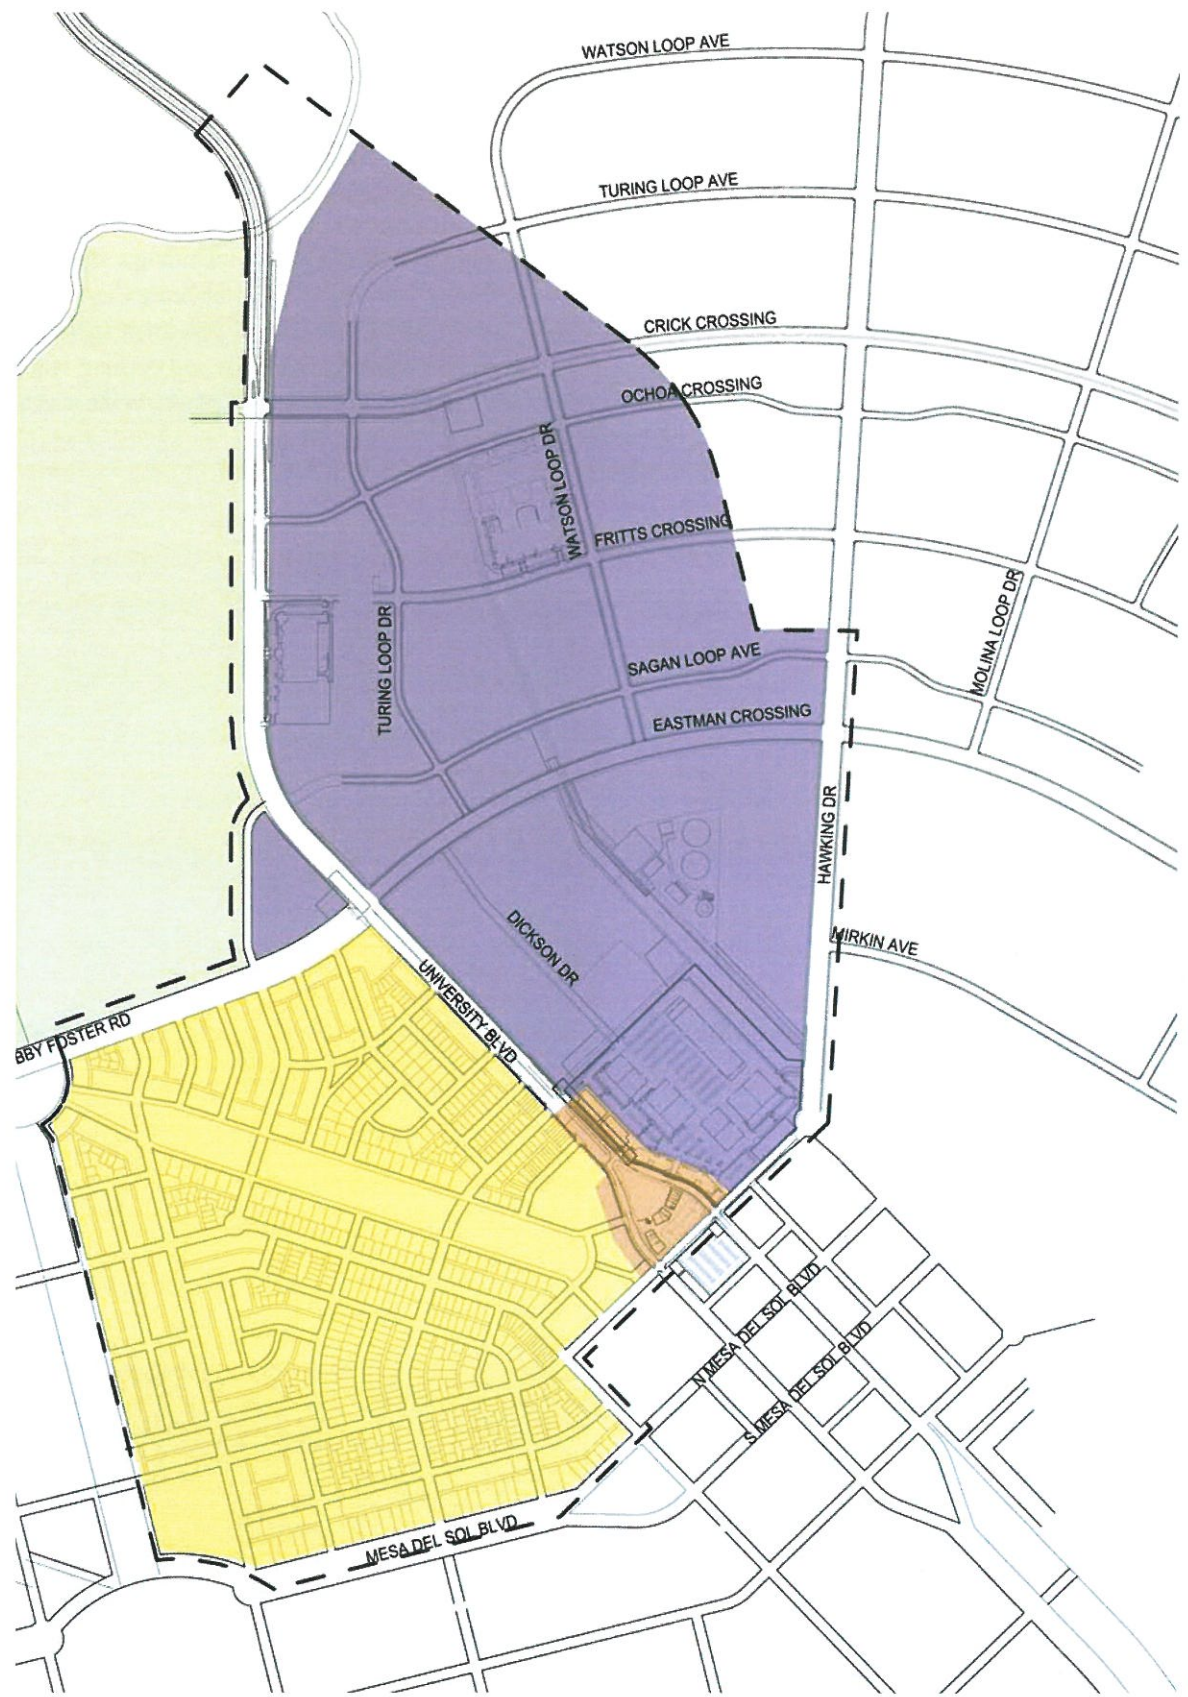 WATSON LOOP AVE
TURING LOOP AVE
CRICK CROSSING
OCHOA CROSSING
WATSON LOOP DR
FRITTS CROSSING
MOLINA LOOP DR
TURING LOOP DR
SAGAN LOOP AVE
EASTMAN CROSSING
HAWKING DR
DICKSON DR
MIRKIN AVE
UNIVERSITY BLVD
BBY FOSTER RD
N MESA DEL SOL BLVD
S MESA DEL SOL BLVD
MESA DEL SOL BLVD